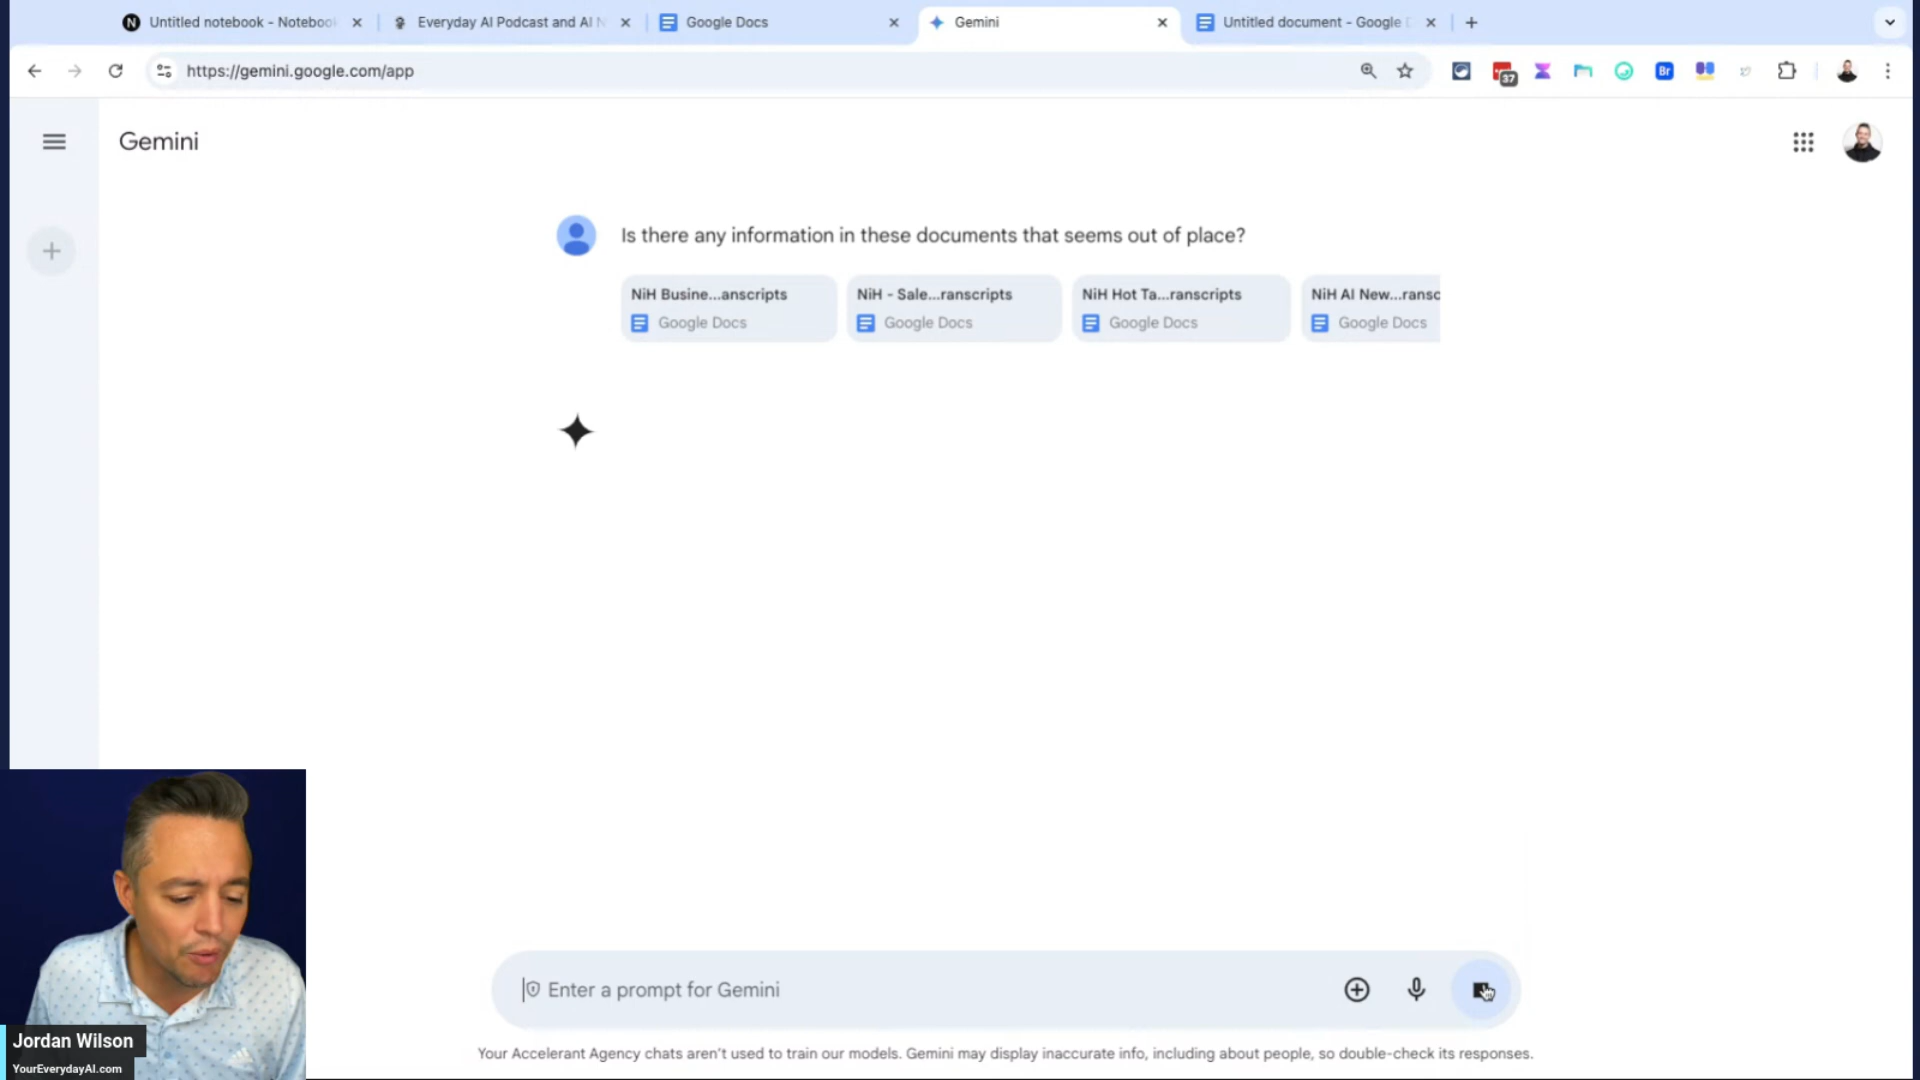 Untitled notebook - Notebook
Everyday AI Podcast and AI N
Google Docs
Gemini
Untitled document - Google D
https://gemini.google.com/app
37
Br
Gemini
Is there any information in these documents that seems out of place?
NiH Busine...anscripts
Google Docs
NiH - Sale...ranscripts
Google Docs
NiH Hot Ta...ranscripts
Google Docs
NiH AI New...ransc
Google Docs
Enter a prompt for Gemini
Your Accelerant Agency chats aren't used to train our models. Gemini may display inaccurate info, including about people, so double-check its responses.
Jordan Wilson
YourEverydayAI.com